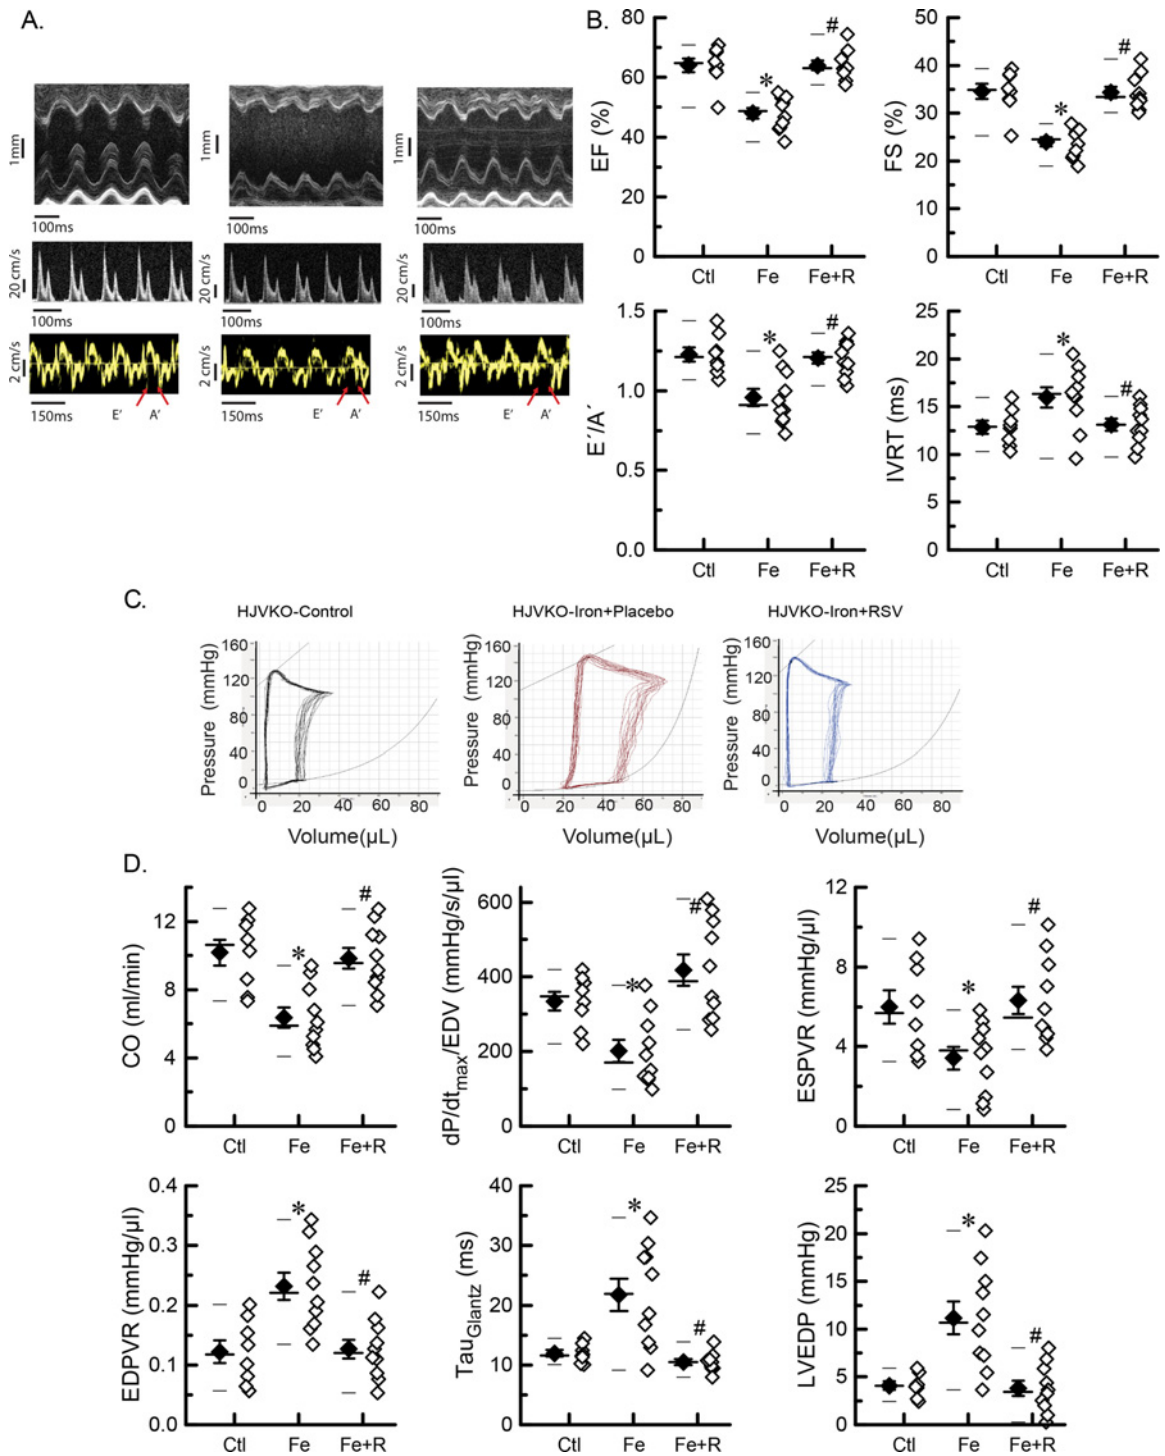 A.
1mm
1mm
1mm
100ms
100ms
100ms
20 cm/s
20 cm/s
20 cm/s
100ms
100ms
100ms
2 cm/s
2 cm/s
2 cm/s
150ms
E'
A'
150ms
E'
A'
150ms
E'
A'
B.
EF (%)
80
60
40
20
0
*
#
Ctl
Fe
Fe+R
FS (%)
50
40
30
20
10
0
*
#
Ctl
Fe
Fe+R
E´/A´
1.5
1.0
0.5
0.0
*
#
Ctl
Fe
Fe+R
IVRT (ms)
25
20
15
10
5
0
*
#
Ctl
Fe
Fe+R
C.
HJVKO-Control
Pressure (mmHg)
160
120
80
40
0
0
20
40
60
80
Volume(µL)
HJVKO-Iron+Placebo
Pressure (mmHg)
160
120
80
40
0
0
20
40
60
80
Volume(µL)
HJVKO-Iron+RSV
Pressure (mmHg)
160
120
80
40
0
0
20
40
60
80
Volume(µL)
D.
CO (ml/min)
12
8
4
0
*
#
Ctl
Fe
Fe+R
dP/dtmax/EDV (mmHg/s/µl)
600
400
200
0
*
#
Ctl
Fe
Fe+R
ESPVR (mmHg/µl)
12
8
4
0
*
#
Ctl
Fe
Fe+R
EDPVR (mmHg/µl)
0.4
0.3
0.2
0.1
0.0
*
#
Ctl
Fe
Fe+R
TauGlantz (ms)
40
30
20
10
0
*
#
Ctl
Fe
Fe+R
LVEDP (mmHg)
25
20
15
10
5
0
*
#
Ctl
Fe
Fe+R